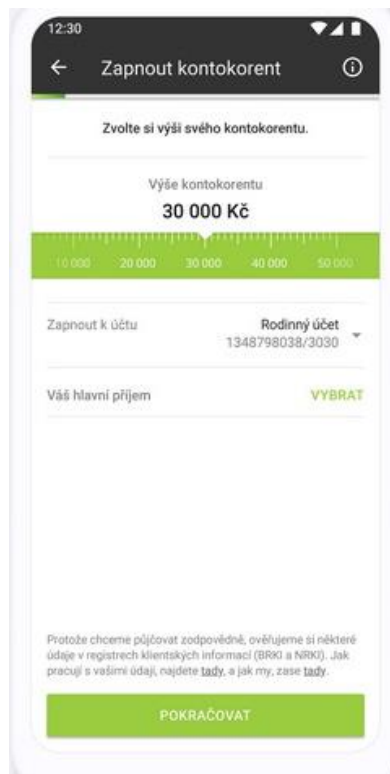 12:30
Zapnout kontokorent
Zvolte si výši svého kontokorentu.
Výše kontokorentu
30 000 Kč
10 000 20 000 30 000 40 000 50 000
Zapnout k účtu Rodinný účet
1348798038/3030
Váš hlavní příjem VYBRAT
Protože chceme půjčovat zodpovědně, ověřujeme si některé
údaje v registrech klientských informací (BRKI a NRKI). Jak
pracují s vašimi údaji, najdete tady, a jak my, zase tady.
POKRAČOVAT